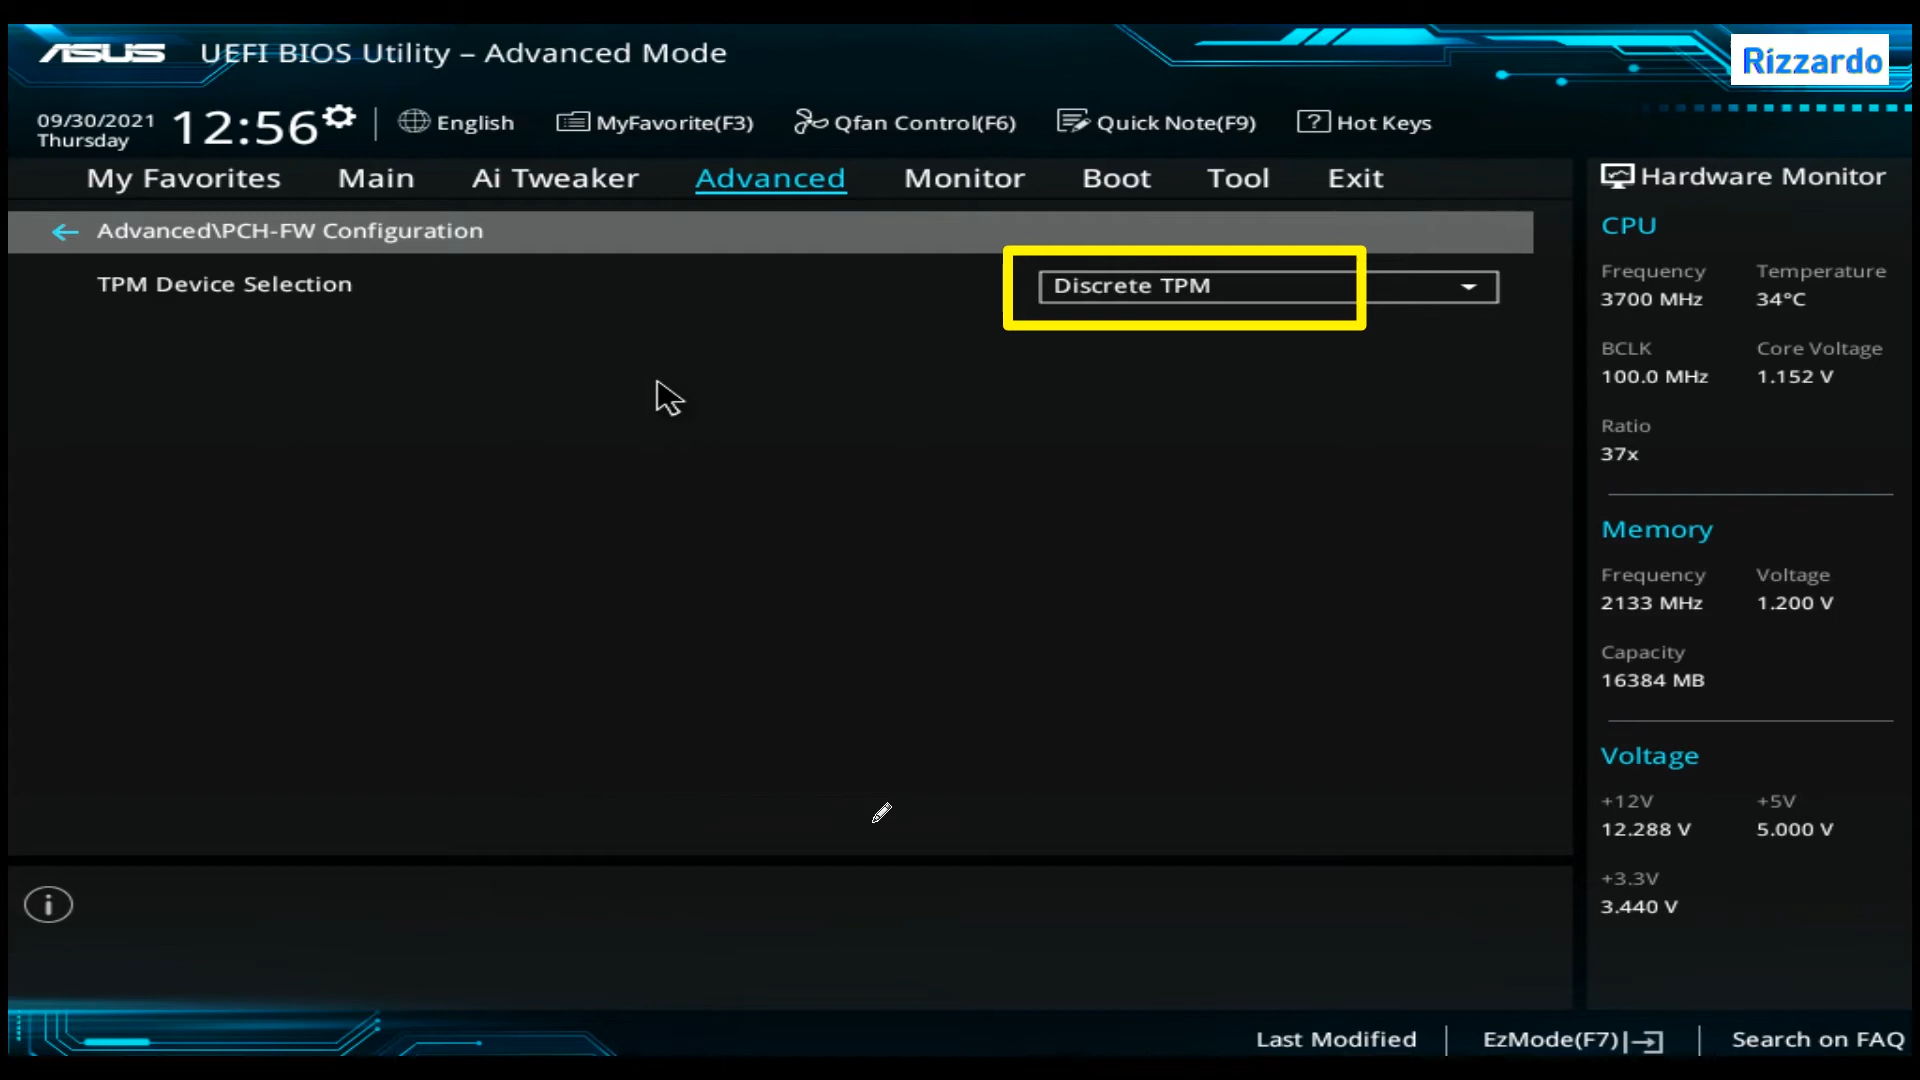 ASUS UEFI BIOS Utility – Advanced Mode
Rizzardo
09/30/2021
Thursday
12:56
English
MyFavorite(F3)
Qfan Control(F6)
Quick Note(F9)
? Hot Keys
My Favorites
Main
Ai Tweaker
Advanced
Monitor
Boot
Tool
Exit
Advanced\PCH-FW Configuration
TPM Device Selection
Discrete TPM
Hardware Monitor
CPU
Frequency Temperature
3700 MHz 34°C
BCLK Core Voltage
100.0 MHz 1.152 V
Ratio
37x
Memory
Frequency Voltage
2133 MHz 1.200 V
Capacity
16384 MB
Voltage
+12V +5V
12.288 V 5.000 V
+3.3V
3.440 V
i
Last Modified
EzMode(F7)
Search on FAQ